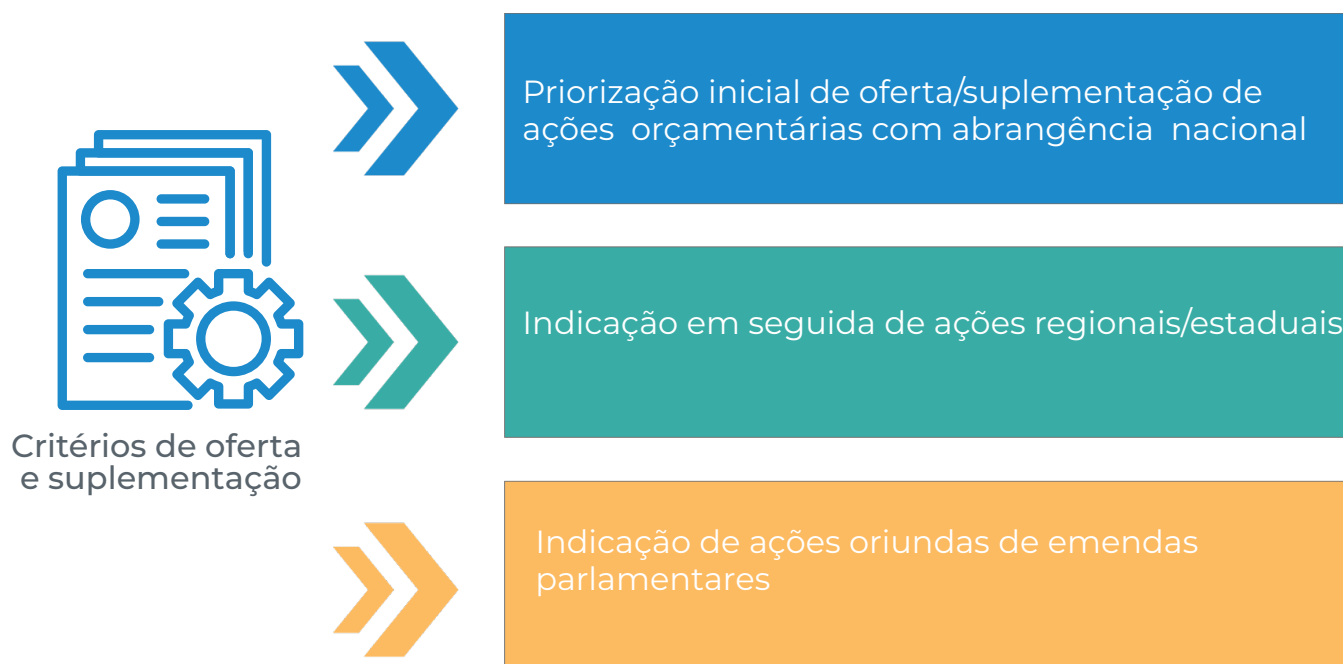 Critérios de oferta
e suplementação
Priorização inicial de oferta/suplementação de
ações orçamentárias com abrangência nacional
Indicação em seguida de ações regionais/estaduais
Indicação de ações oriundas de emendas
parlamentares